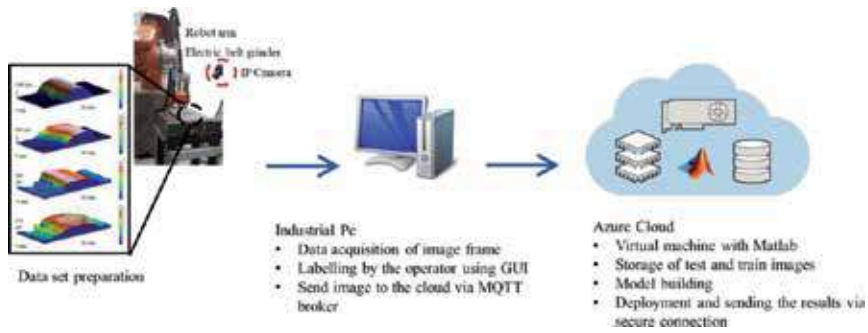 Robot arm
Electric belt grinder
IP Camera
Data set preparation
Industrial Pc
• Data acquisition of image frame
• Labelling by the operator using GUI
• Send image to the cloud via MQTT
broker
Azure Cloud
• Virtual machine with Matlab
• Storage of test and train images
• Model building
• Deployment and sending the results via
secure connection